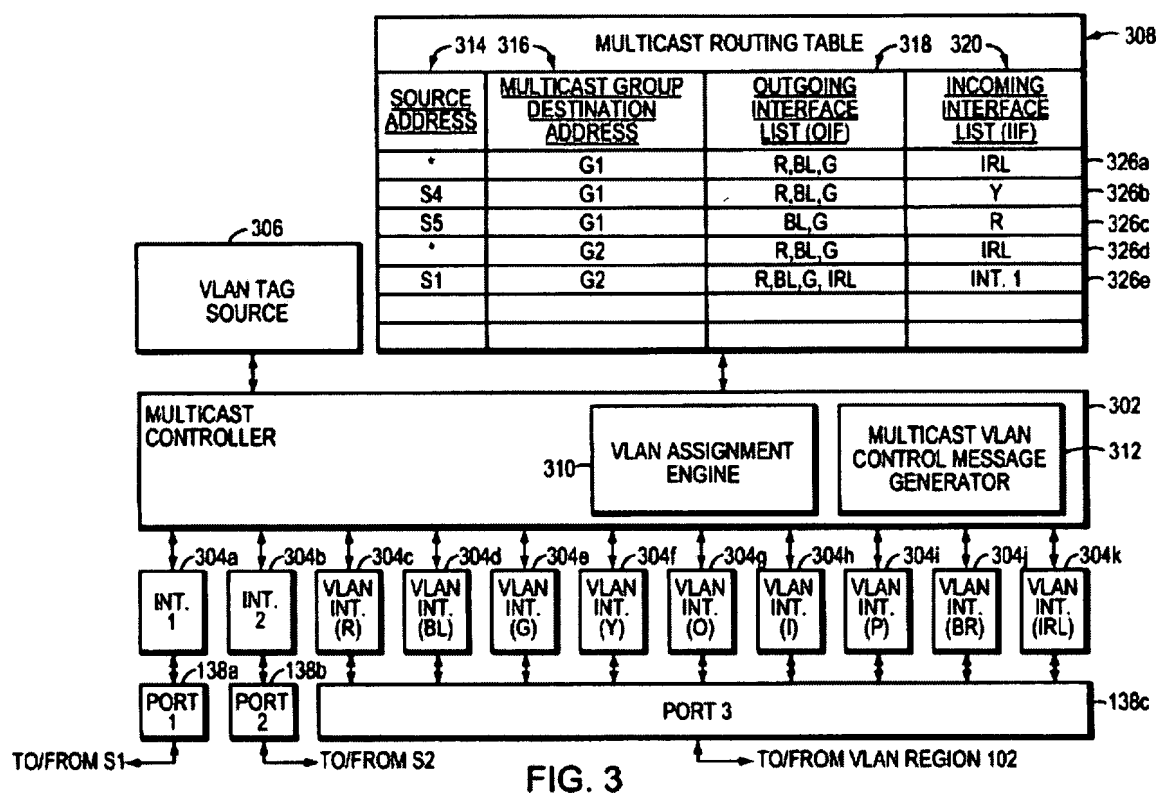 314 316 MULTICAST ROUTING TABLE 318 320 308
SOURCE ADDRESS
MULTICAST GROUP DESTINATION ADDRESS
OUTGOING INTERFACE LIST (OIF)
INCOMING INTERFACE LIST (IIF)
* G1 R,BL,G IRL 326a
S4 G1 R,BL,G Y 326b
S5 G1 BL,G R 326c
* G2 R,BL,G IRL 326d
S1 G2 R,BL,G, IRL INT. 1 326e
306
VLAN TAG
SOURCE
MULTICAST
CONTROLLER
302
310
VLAN ASSIGNMENT
ENGINE
MULTICAST VLAN
CONTROL MESSAGE
GENERATOR
312
304a 304b 304c 304d 304e 304f 304g 304h 304i 304j 304k
INT.
1
INT.
2
VLAN
INT.
(R)
VLAN
INT.
(BL)
VLAN
INT.
(G)
VLAN
INT.
(Y)
VLAN
INT.
(O)
VLAN
INT.
(I)
VLAN
INT.
(P)
VLAN
INT.
(BR)
VLAN
INT.
(IRL)
138a 138b
PORT
1
PORT
2
PORT 3
138c
TO/FROM S1
TO/FROM S2
TO/FROM VLAN REGION 102
FIG. 3